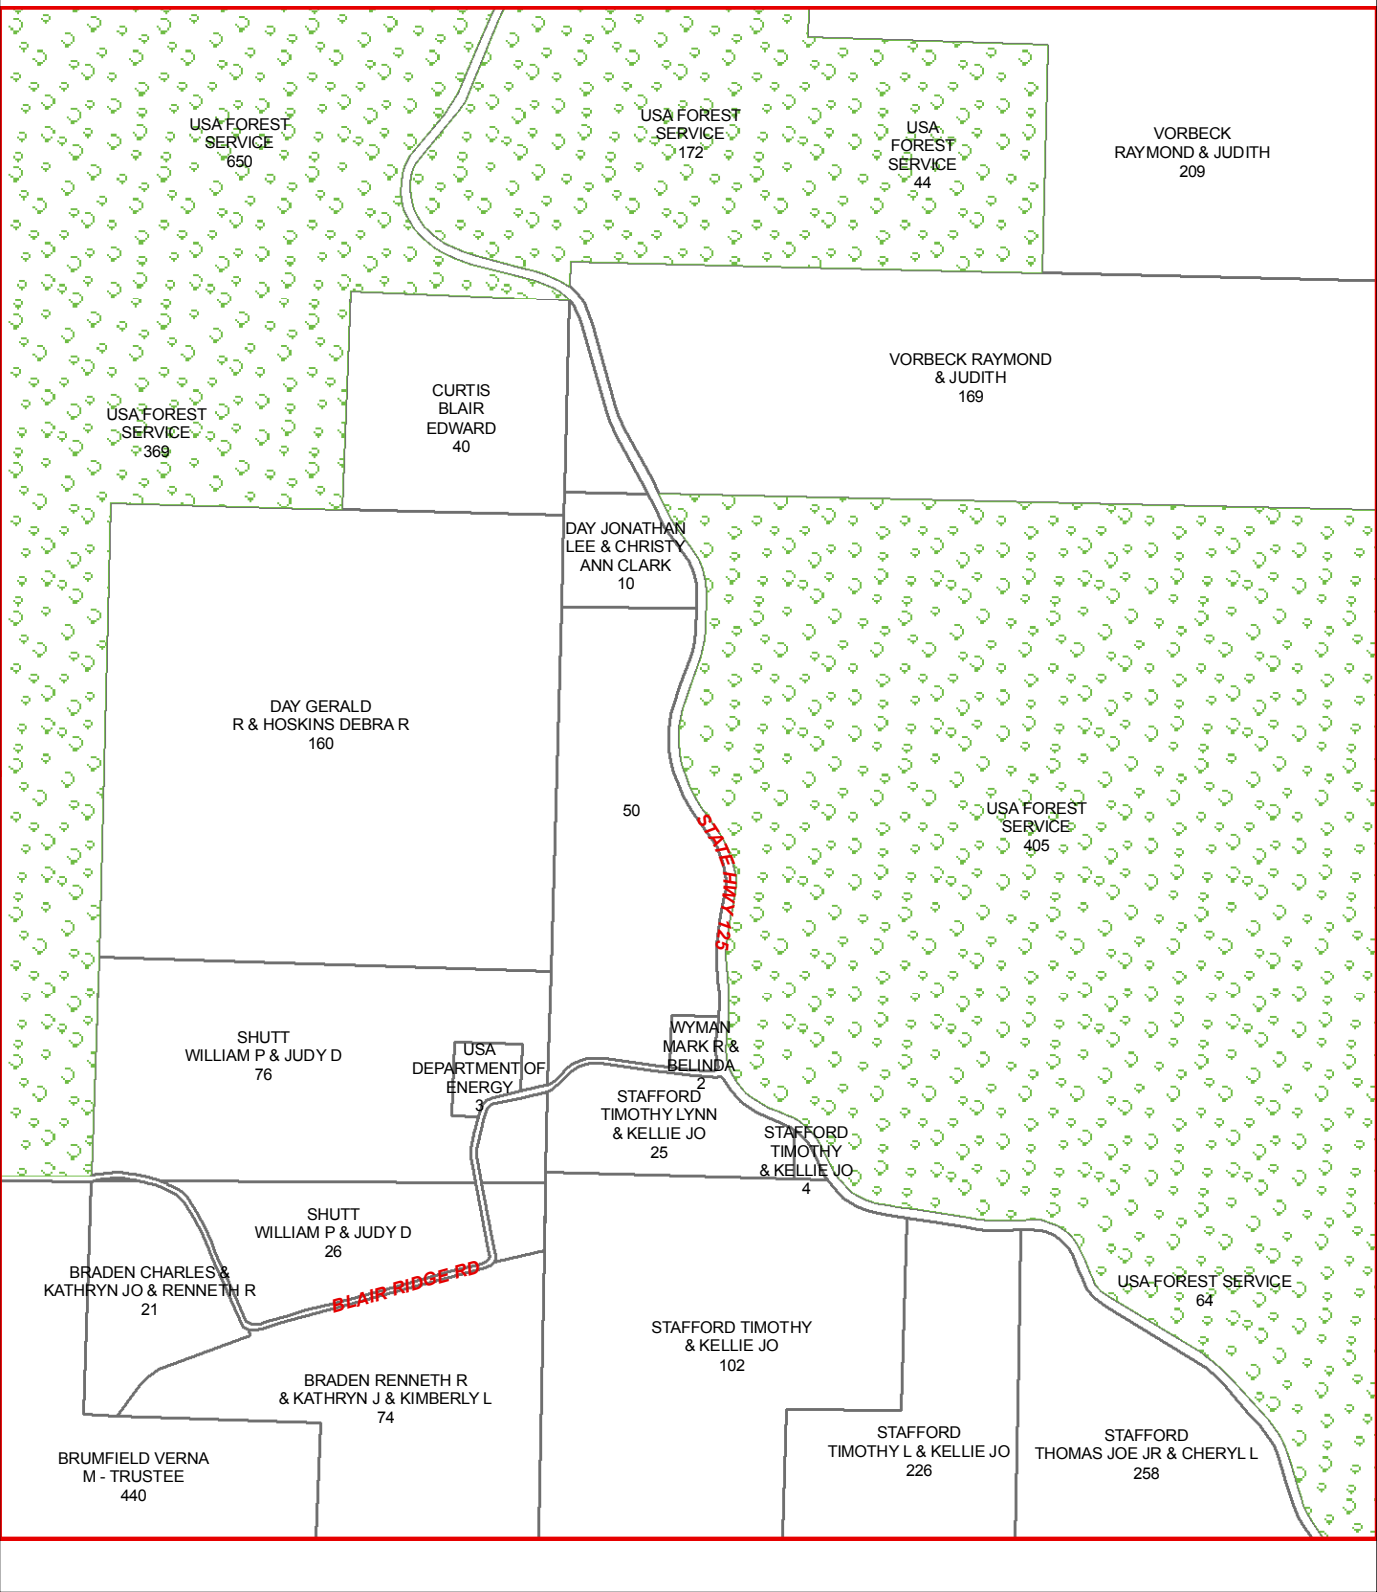 USA FOREST
SERVICE
650
USA FOREST
SERVICE
172
USA
FOREST
SERVICE
44
VORBECK
RAYMOND & JUDITH
209
VORBECK RAYMOND
& JUDITH
169
CURTIS
BLAIR
EDWARD
40
USA FOREST
SERVICE
369
DAY JONATHAN
LEE & CHRISTY
ANN CLARK
10
DAY GERALD
R & HOSKINS DEBRA R
160
50
STATE HWY 125
USA FOREST
SERVICE
405
SHUTT
WILLIAM P & JUDY D
76
USA
DEPARTMENT OF
ENERGY
3
WYMAN
MARK R &
BELINDA
2
STAFFORD
TIMOTHY LYNN
& KELLIE JO
25
STAFFORD
TIMOTHY
& KELLIE JO
4
SHUTT
WILLIAM P & JUDY D
26
BRADEN CHARLES &
KATHRYN JO & RENNETH R
21
BLAIR RIDGE RD
USA FOREST SERVICE
64
STAFFORD TIMOTHY
& KELLIE JO
102
BRADEN RENNETH R
& KATHRYN J & KIMBERLY L
74
BRUMFIELD VERNA
M - TRUSTEE
440
STAFFORD
TIMOTHY L & KELLIE JO
226
STAFFORD
THOMAS JOE JR & CHERYL L
258